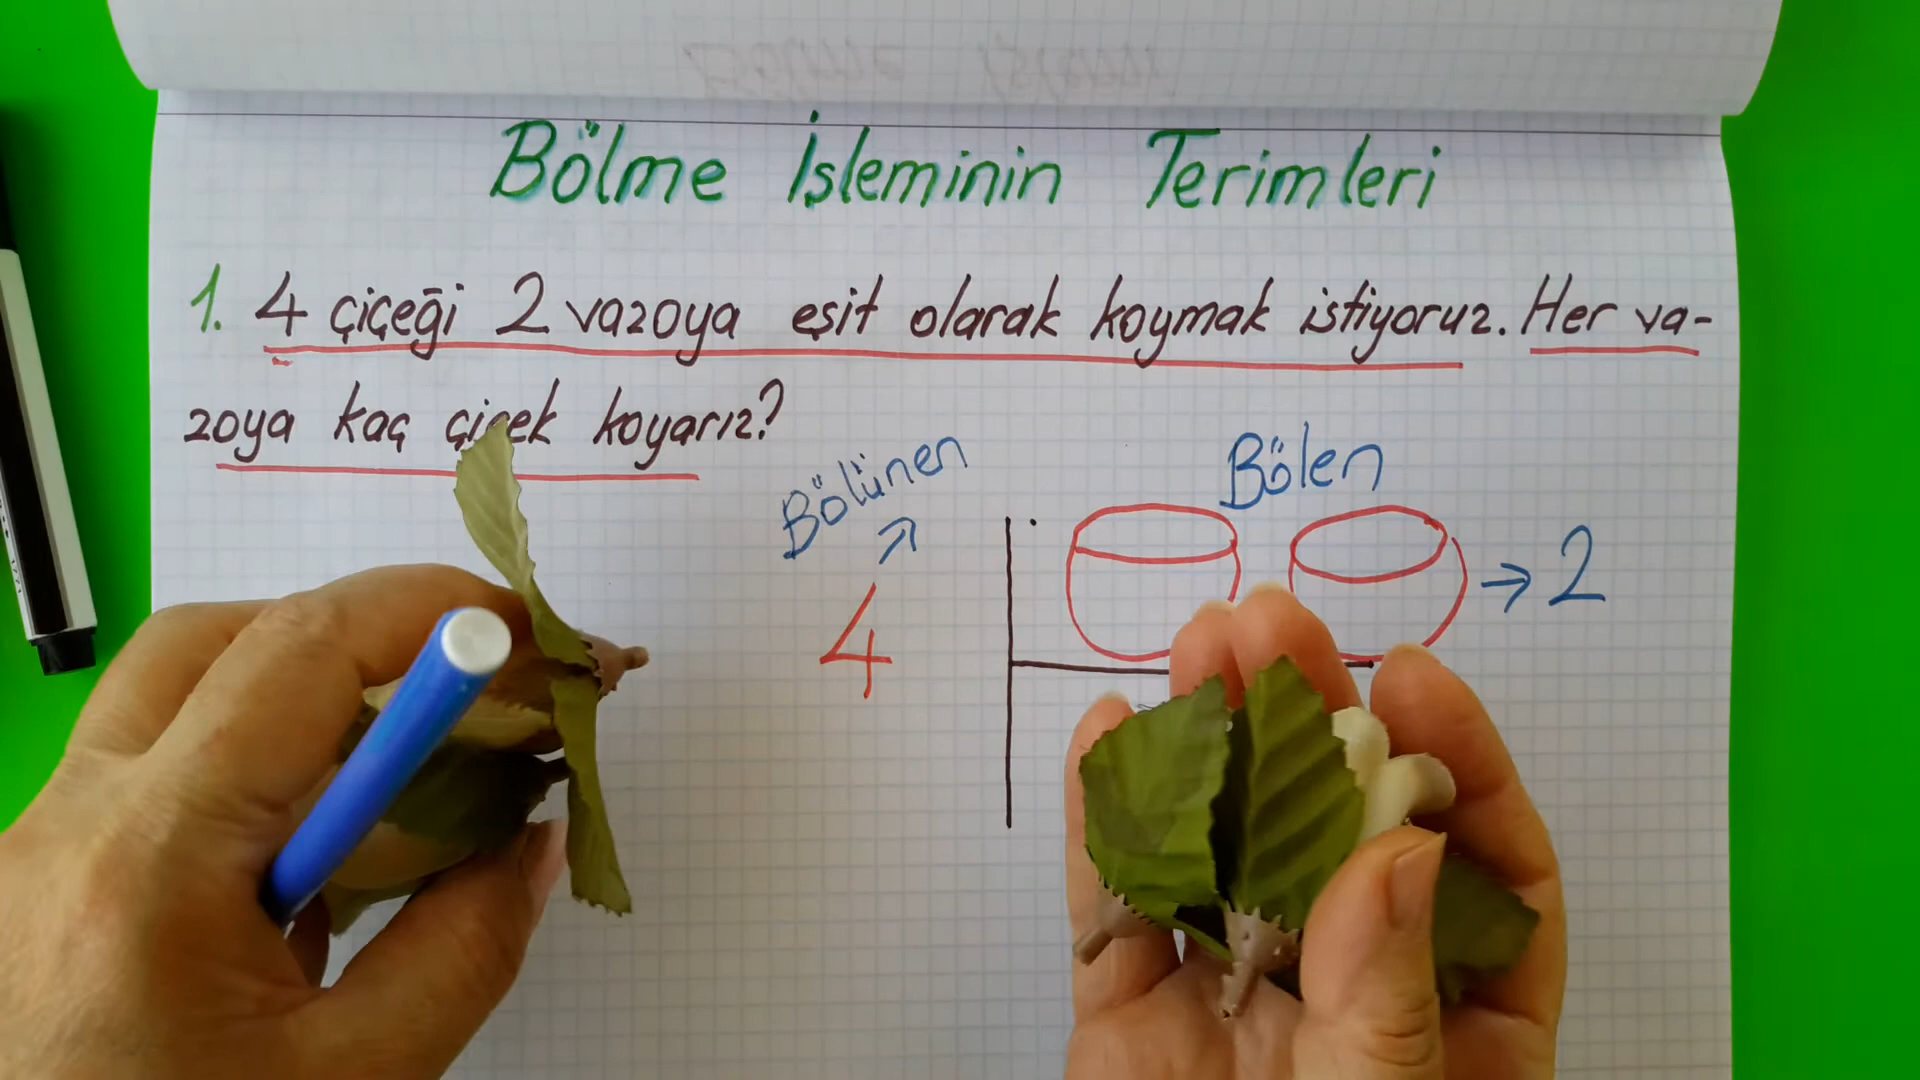 Bölme İşleminin Terimleri
1. 4 çiçeği 2 vazoya eşit olarak koymak istiyoruz. Her va-
zoya kaç çiçek koyarız?
Bölünen
Bölen
4
→ 2